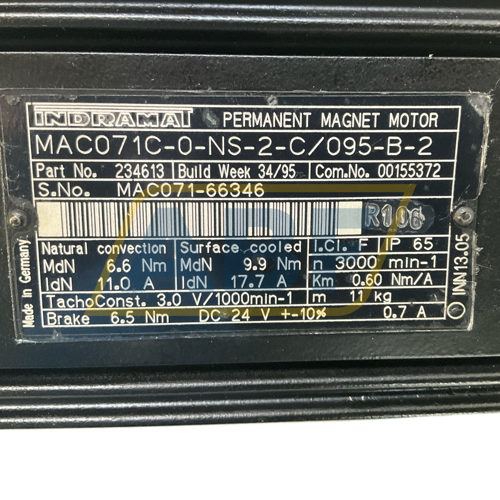 INDRAMAT PERMANENT MAGNET MOTOR
MAC071C-0-NS-2-C/095-B-2
Part No. 234613 Build Week 34/95 Com.No. 00155372
S.No. MAC071-66346
R106
Natural convection Surface cooled I.Cl. F IP 65
MdN 6.6 Nm MdN 9.9 Nm n 3000 min-1
IdN 11.0 A IdN 17.7 A Km 0.60 Nm/A
TachoConst. 3.0 V/1000min-1 m 11 kg
Brake 6.5 Nm DC 24 V +-10% 0.7 A
Made in Germany
INN13.05